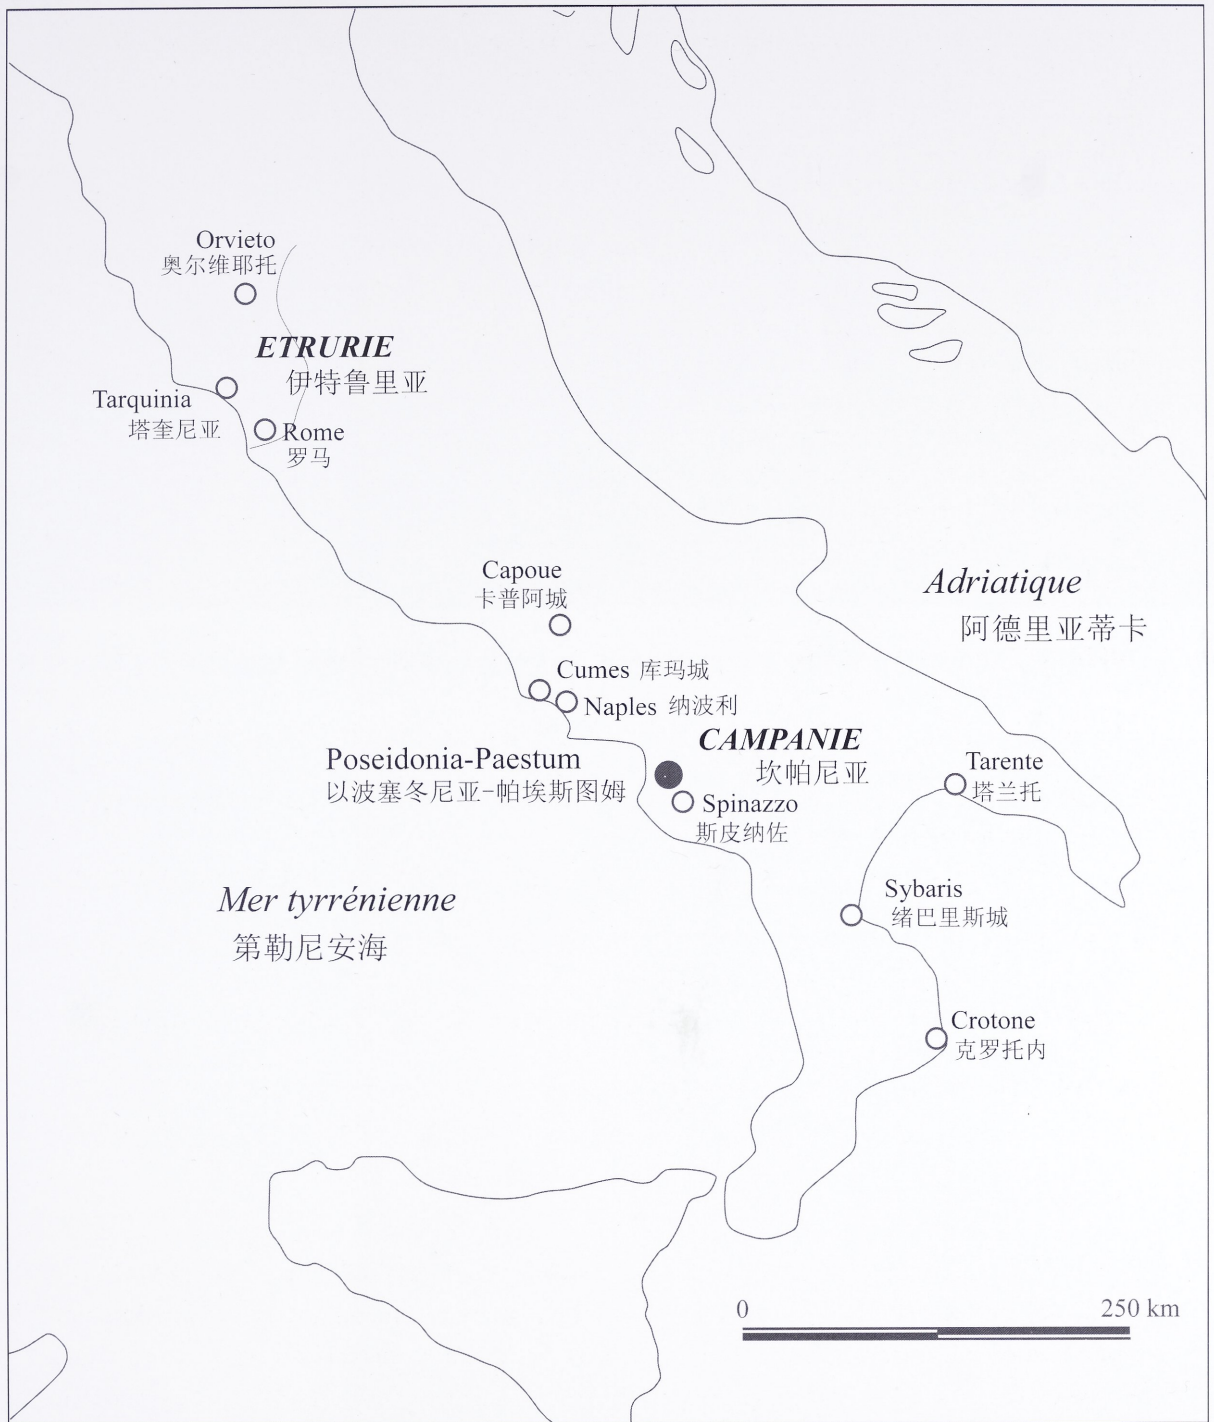 Orvieto
奥尔维耶托
ETRURIE
伊特鲁里亚
Tarquinia
塔奎尼亚
Rome
罗马
Capoue
卡普阿城
Adriatique
阿德里亚蒂卡
Cumes 库玛城
Naples 纳波利
CAMPANIE
坎帕尼亚
Poseidonia-Paestum
以波塞冬尼亚-帕埃斯图姆
Tarente
塔兰托
Spinazzo
斯皮纳佐
Mer tyrrénienne
第勒尼安海
Sybaris
绪巴里斯城
Crotone
克罗托内
0 250 km